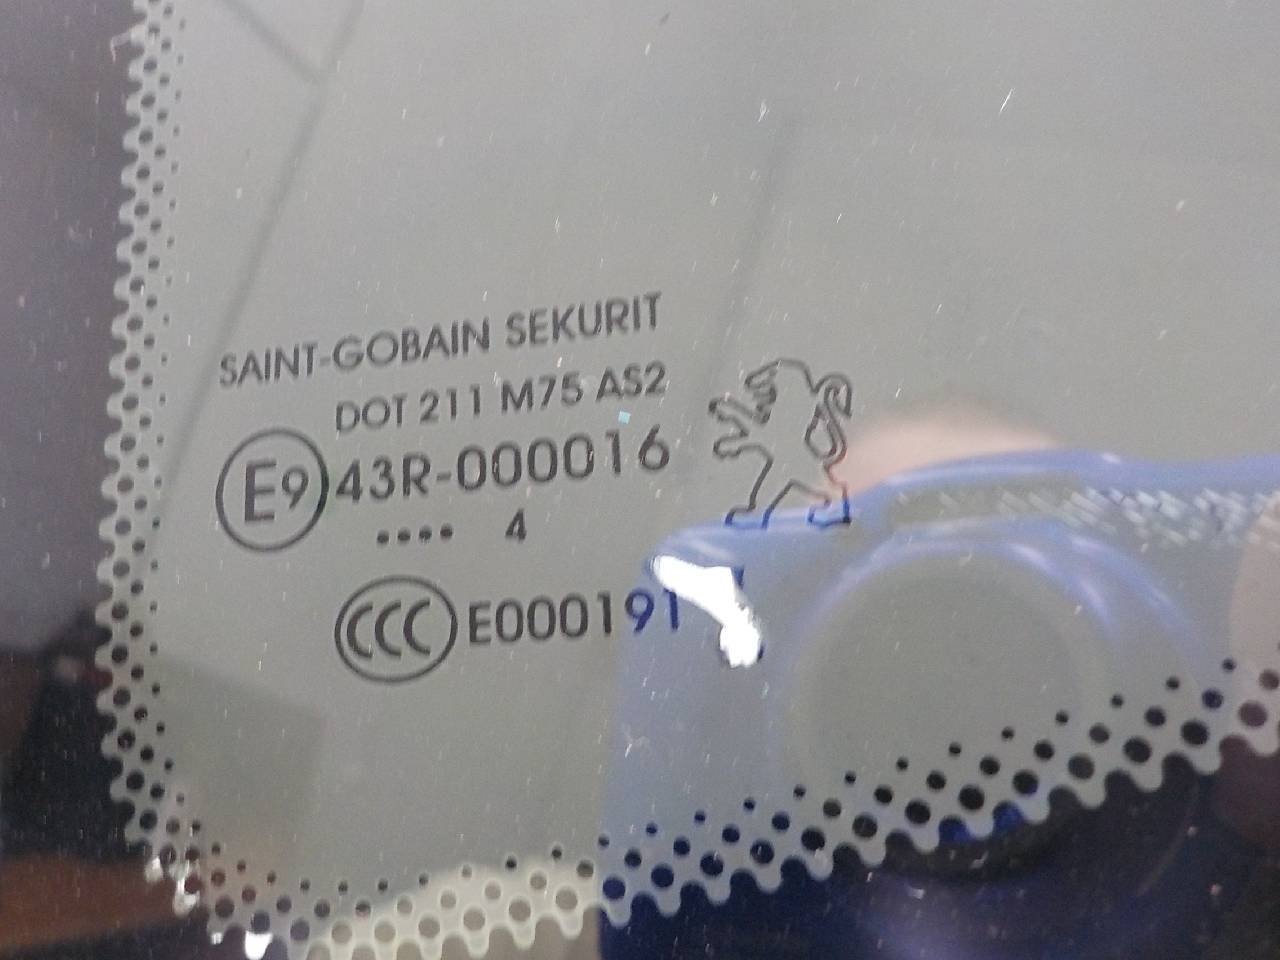 SAINT-GOBAIN SEKURIT
DOT 211 M75 AS2
E9 43R-000016
•••• 4
CCC E000191